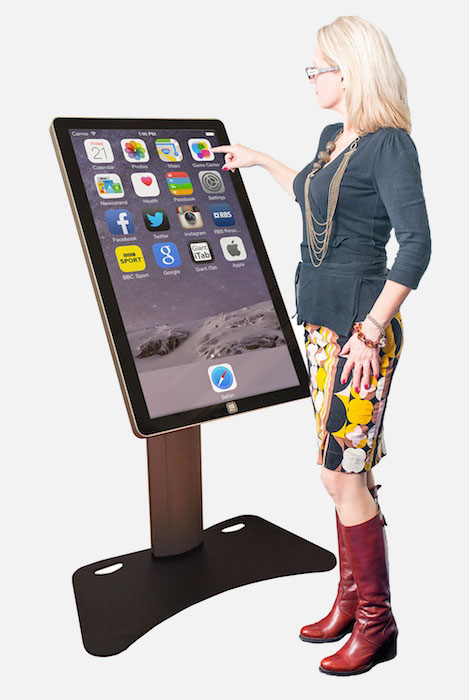 Carrier 1:46 PM
Friday
21
Calendar Photos Maps Game Center
Newsstand Health Passbook Settings
Facebook Twitter Instagram RBS Perso...
BBC
SPORT
g
Giant
iTab
RBS
BBC Sport Google Giant iTab Apple
Safari